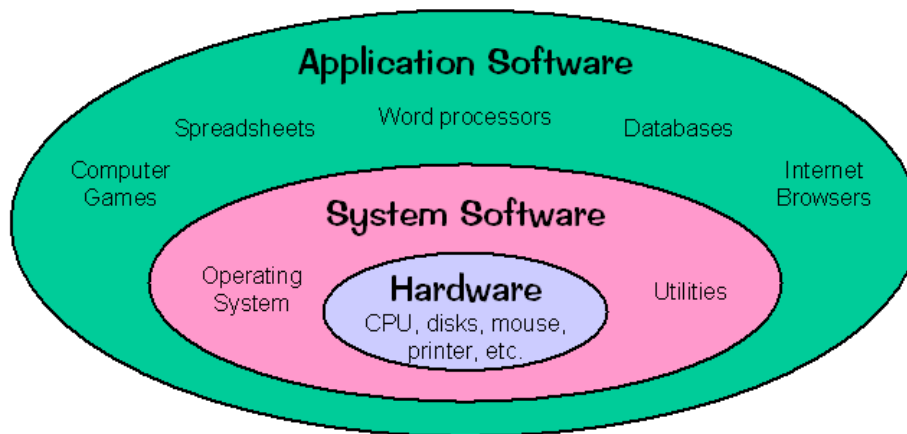 Application Software
Word processors
Spreadsheets
Databases
Computer
Games
Internet
Browsers
System Software
Operating
System
Utilities
Hardware
CPU, disks, mouse,
printer, etc.